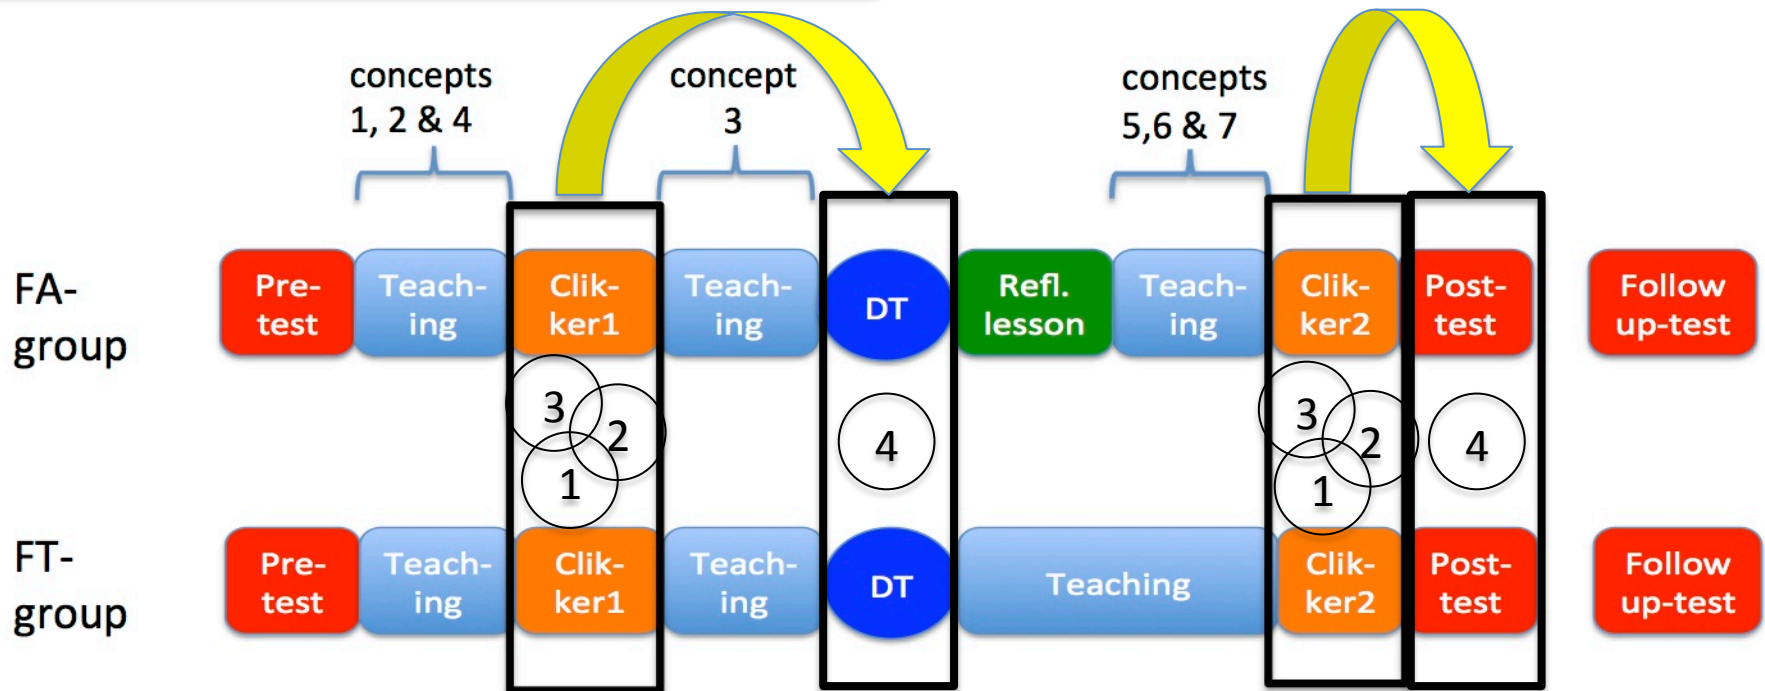 concepts
1, 2 & 4
concept
3
concepts
5,6 & 7
FA-
group
Pre-
test
Teach-
ing
Clik-
ker1
Teach-
ing
DT
Refl.
lesson
Teach-
ing
Clik-
ker2
Post-
test
Follow
up-test
3
2
1
4
3
2
1
4
FT-
group
Pre-
test
Teach-
ing
Clik-
ker1
Teach-
ing
DT
Teaching
Clik-
ker2
Post-
test
Follow
up-test